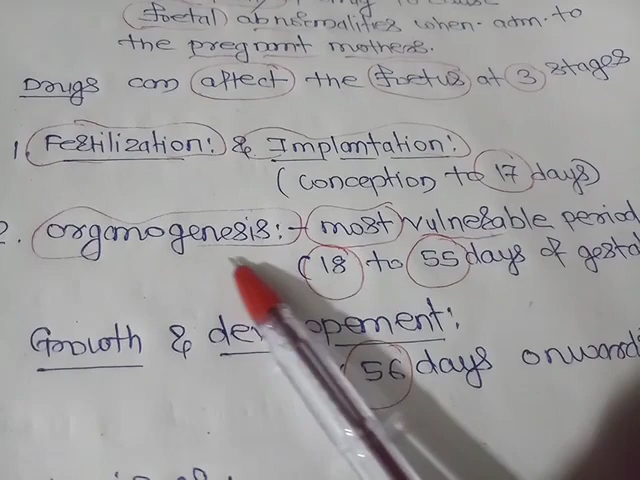 foetal abnormalities when adm. to
the pregnant mothers.
Drugs can affect the foetus at 3 stages
1. Fertilization: & Implantation:
(conception to 17 days)
2. Organogenesis:- most vulnerable period
(18 to 55 days of gesta
Growth & development:
56 days onward